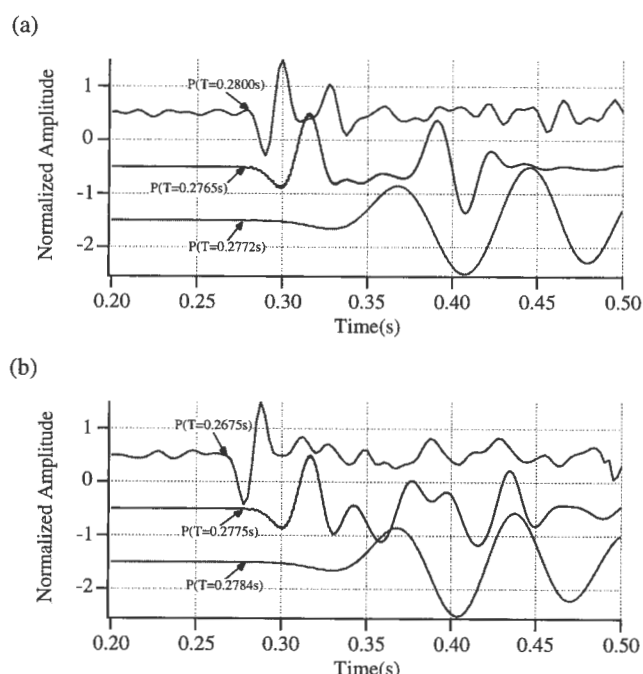 (a)
Normalized Amplitude
1
0
-1
-2
P(T=0.2800s)
P(T=0.2765s)
P(T=0.2772s)
0.20 0.25 0.30 0.35 0.40 0.45 0.50
Time(s)
(b)
Normalized Amplitude
1
0
-1
-2
P(T=0.2675s)
P(T=0.2775s)
P(T=0.2784s)
0.20 0.25 0.30 0.35 0.40 0.45 0.50
Time(s)